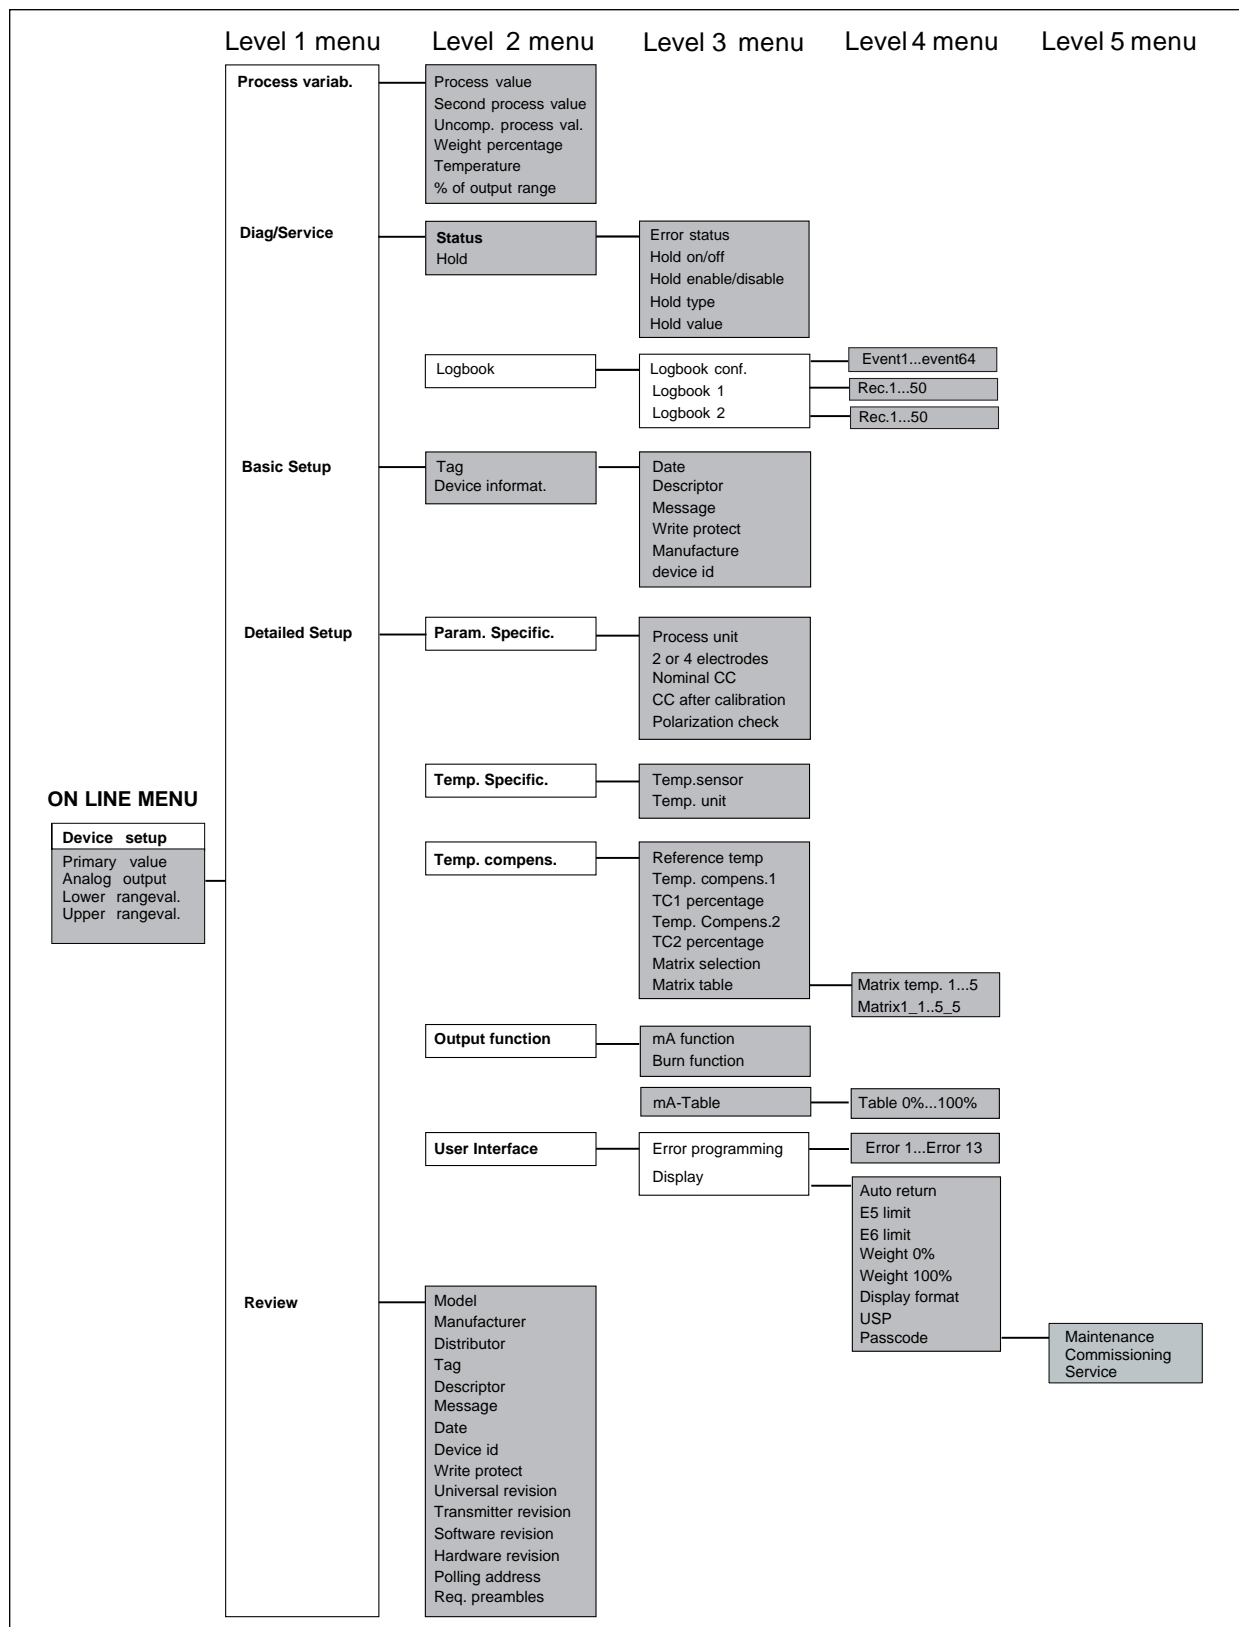 Level 1 menu
Level 2 menu
Level 3 menu
Level 4 menu
Level 5 menu
Process variab.
Process value
Second process value
Uncomp. process val.
Weight percentage
Temperature
% of output range
Diag/Service
Status
Hold
Error status
Hold on/off
Hold enable/disable
Hold type
Hold value
Logbook
Logbook conf.
Logbook 1
Logbook 2
Event1...event64
Rec.1...50
Rec.1...50
Basic Setup
Tag
Device informat.
Date
Descriptor
Message
Write protect
Manufacture
device id
Detailed Setup
Param. Specific.
Process unit
2 or 4 electrodes
Nominal CC
CC after calibration
Polarization check
Temp. Specific.
Temp.sensor
Temp. unit
ON LINE MENU
Device setup
Primary value
Analog output
Lower rangeval.
Upper rangeval.
Temp. compens.
Reference temp
Temp. compens.1
TC1 percentage
Temp. Compens.2
TC2 percentage
Matrix selection
Matrix table
Matrix temp. 1...5
Matrix1_1..5_5
Output function
mA function
Burn function
mA-Table
Table 0%...100%
User Interface
Error programming
Display
Error 1...Error 13
Auto return
E5 limit
E6 limit
Weight 0%
Weight 100%
Display format
USP
Passcode
Maintenance
Commissioning
Service
Review
Model
Manufacturer
Distributor
Tag
Descriptor
Message
Date
Device id
Write protect
Universal revision
Transmitter revision
Software revision
Hardware revision
Polling address
Req. preambles